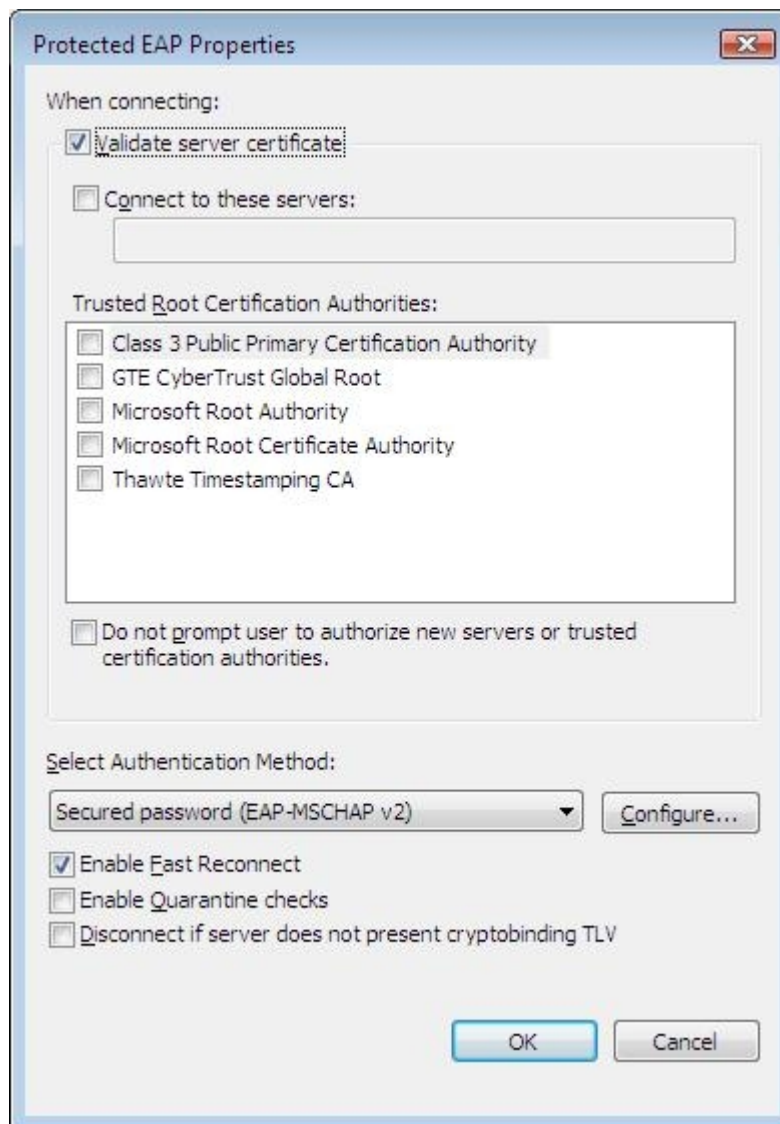 Protected EAP Properties
When connecting:
Validate server certificate
Connect to these servers:
Trusted Root Certification Authorities:
Class 3 Public Primary Certification Authority
GTE CyberTrust Global Root
Microsoft Root Authority
Microsoft Root Certificate Authority
Thawte Timestamping CA
Do not prompt user to authorize new servers or trusted
certification authorities.
Select Authentication Method:
Secured password (EAP-MSCHAP v2)
Configure...
Enable Fast Reconnect
Enable Quarantine checks
Disconnect if server does not present cryptobinding TLV
OK
Cancel